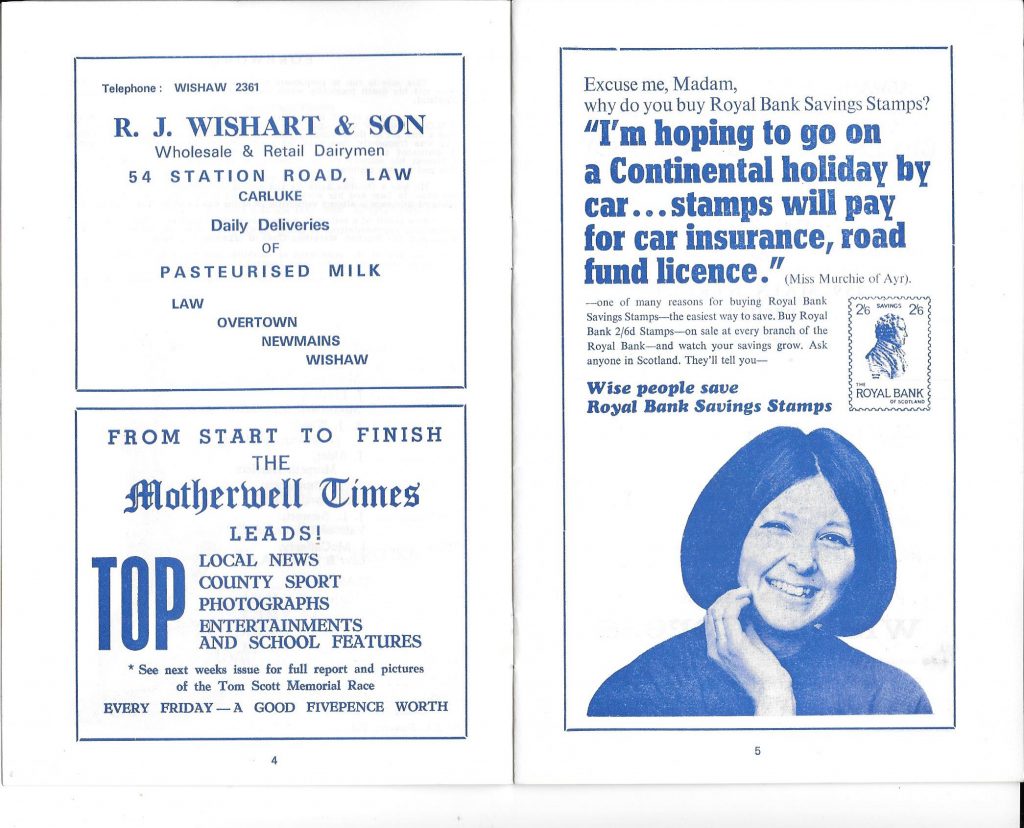 Telephone : WISHAW 2361
R. J. WISHART & SON
Wholesale & Retail Dairymen
54 STATION ROAD, LAW
CARLUKE
Daily Deliveries
OF
PASTEURISED MILK
LAW
OVERTOWN
NEWMAINS
WISHAW
FROM START TO FINISH
THE
Motherwell Times
LEADS!
TOP
LOCAL NEWS
COUNTY SPORT
PHOTOGRAPHS
ENTERTAINMENTS
AND SCHOOL FEATURES
* See next weeks issue for full report and pictures
of the Tom Scott Memorial Race
EVERY FRIDAY — A GOOD FIVEPENCE WORTH
4
Excuse me, Madam,
why do you buy Royal Bank Savings Stamps?
“I’m hoping to go on
a Continental holiday by
car...stamps will pay
for car insurance, road
fund licence.” (Miss Murchie of Ayr).
—one of many reasons for buying Royal Bank
Savings Stamps—the easiest way to save. Buy Royal
Bank 2/6d Stamps—on sale at every branch of the
Royal Bank—and watch your savings grow. Ask
anyone in Scotland. They’ll tell you—
Wise people save
Royal Bank Savings Stamps
2/6 SAVINGS 2/6
THE
ROYAL BANK
OF SCOTLAND
5